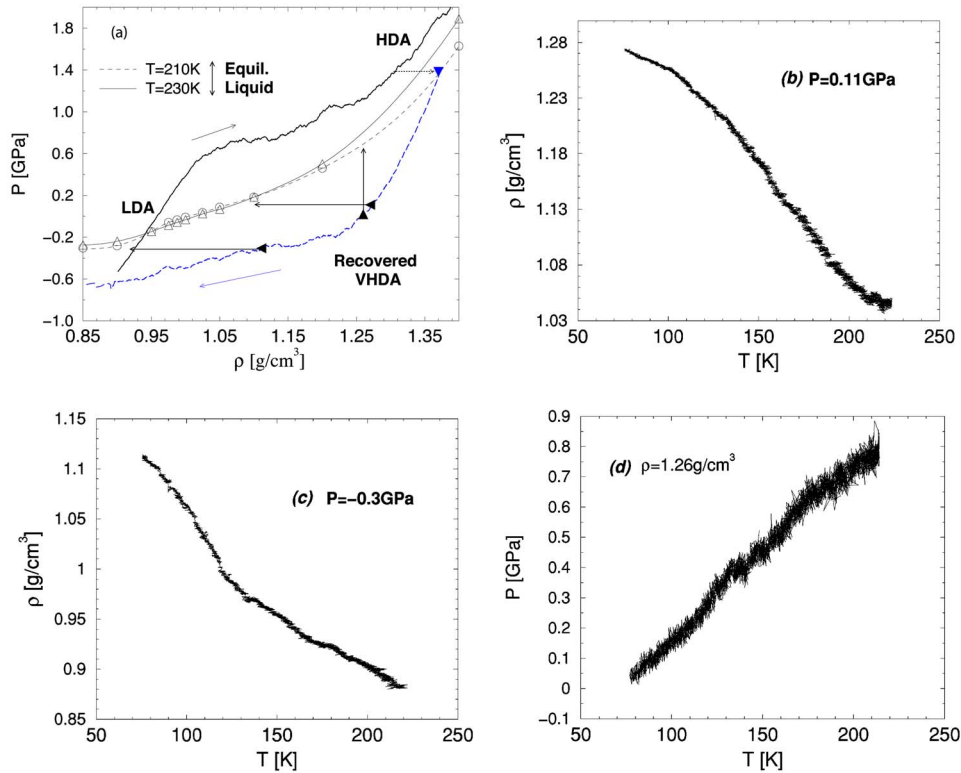 (a)
HDA
LDA
T=210K
T=230K
Equil.
Liquid
Recovered
VHDA
P [GPa]
1.8
1.4
1.0
0.6
0.2
−0.2
−0.6
−1.0
0.85 0.95 1.05 1.15 1.25 1.35
ρ [g/cm³]
(b) P=0.11GPa
ρ [g/cm³]
1.28
1.23
1.18
1.13
1.08
1.03
50 100 150 200 250
T [K]
(c) P=−0.3GPa
ρ [g/cm³]
1.15
1.1
1.05
1
0.95
0.9
0.85
50 100 150 200 250
T [K]
(d) ρ=1.26g/cm³
P [GPa]
0.9
0.8
0.7
0.6
0.5
0.4
0.3
0.2
0.1
0
−0.1
50 100 150 200 250
T [K]